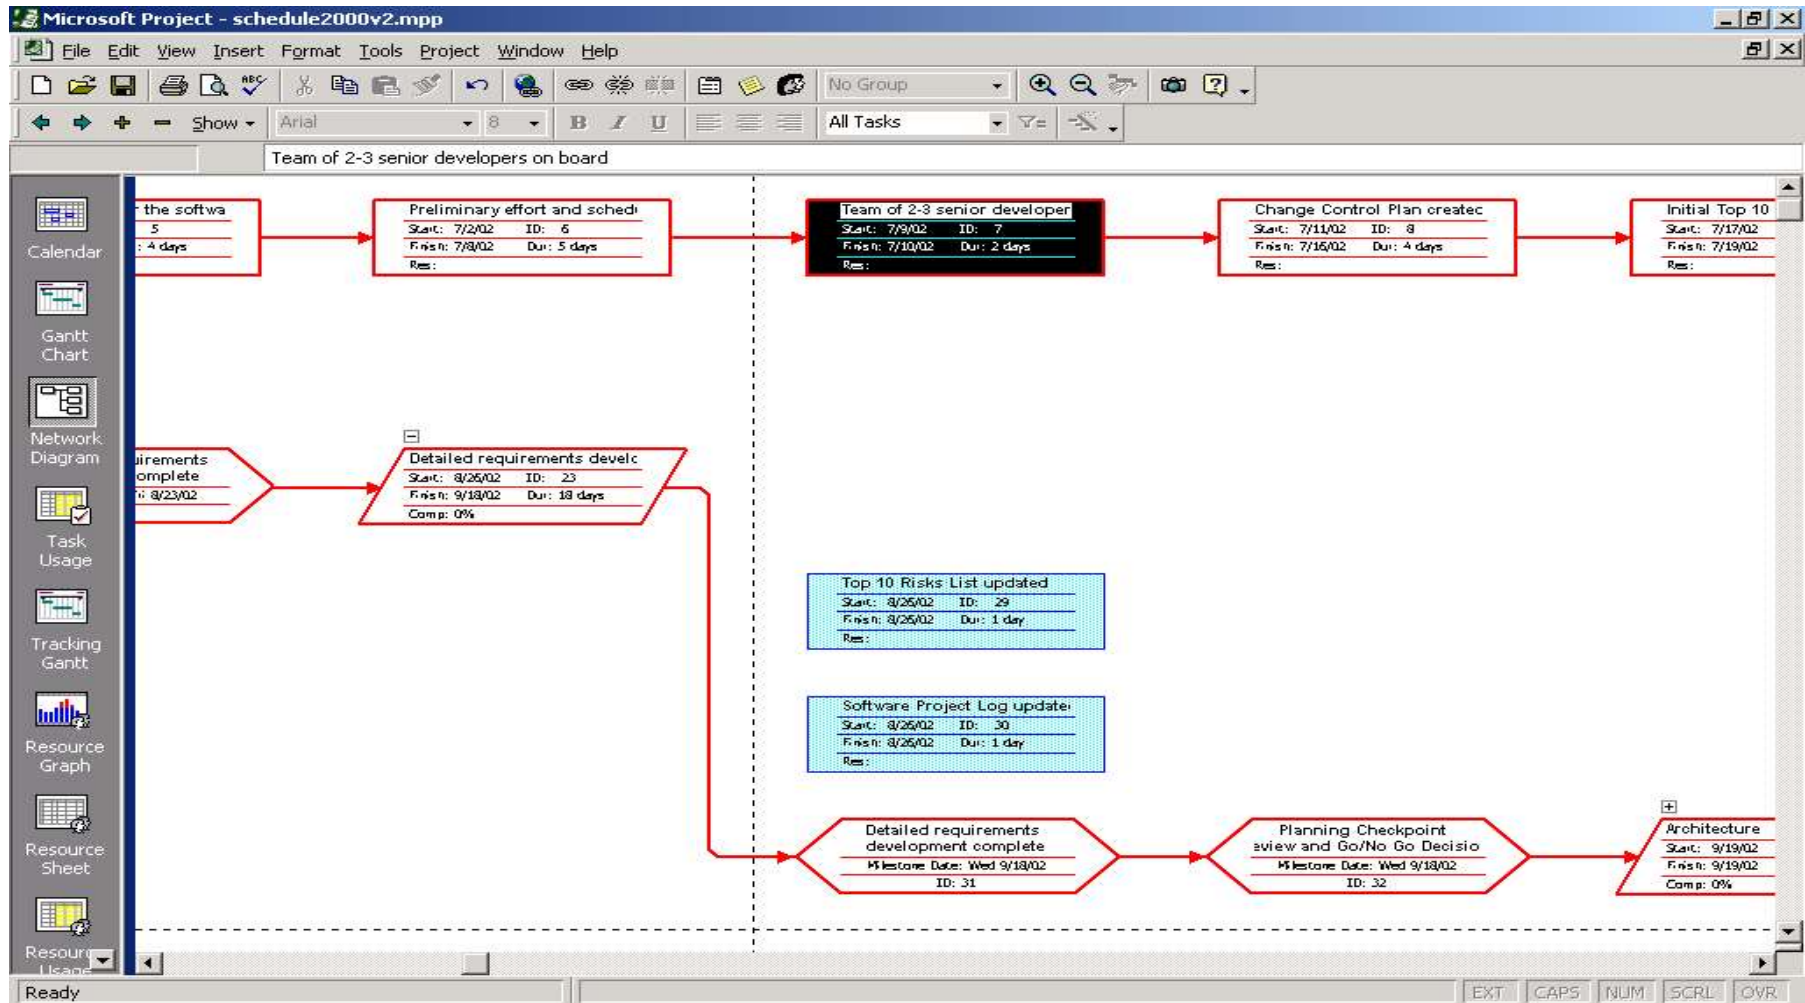 Microsoft Project - schedule2000v2.mpp
File Edit View Insert Format Tools Project Window Help
ABC No Group
Show Arial 8 B I U All Tasks
Team of 2-3 senior developers on board
Calendar
Gantt
Chart
Network
Diagram
Task
Usage
Tracking
Gantt
Resource
Graph
Resource
Sheet
Resour
Usage
the softwa
5
: 4 days
Preliminary effort and sched
Start: 7/2/02 ID: 6
Finish: 7/8/02 Dur: 5 days
Res:
Team of 2-3 senior developer
Start: 7/9/02 ID: 7
Finish: 7/10/02 Dur: 2 days
Res:
Change Control Plan created
Start: 7/11/02 ID: 8
Finish: 7/16/02 Dur: 4 days
Res:
Initial Top 10
Start: 7/17/02
Finish: 7/19/02
Res:
irements
omplete
8/23/02
Detailed requirements develo
Start: 8/26/02 ID: 23
Finish: 9/18/02 Dur: 18 days
Comp: 0%
Top 10 Risks List updated
Start: 8/26/02 ID: 29
Finish: 8/26/02 Dur: 1 day
Res:
Software Project Log update
Start: 8/26/02 ID: 30
Finish: 8/26/02 Dur: 1 day
Res:
Detailed requirements
development complete
Milestone Date: Wed 9/18/02
ID: 31
Planning Checkpoint
eview and Go/No Go Decisio
Milestone Date: Wed 9/18/02
ID: 32
Architecture
Start: 9/19/02
Finish: 9/19/02
Comp: 0%
Ready EXT CAPS NUM SCRL OVR